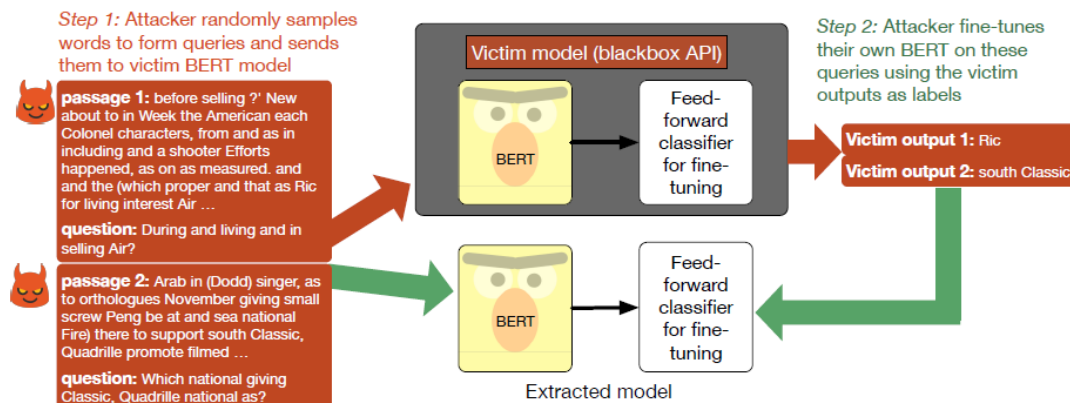 Step 1: Attacker randomly samples
words to form queries and sends
them to victim BERT model
passage 1: before selling ?' New
about to in Week the American each
Colonel characters, from and as in
including and a shooter Efforts
happened, as on as measured. and
and the (which proper and that as Ric
for living interest Air ...
question: During and living and in
selling Air?
passage 2: Arab in (Dodd) singer, as
to orthologues November giving small
screw Peng be at and sea national
Fire) there to support south Classic,
Quadrille promote filmed ...
question: Which national giving
Classic, Quadrille national as?
Victim model (blackbox API)
BERT
Feed-
forward
classifier
for fine-
tuning
BERT
Feed-
forward
classifier
for fine-
tuning
Extracted model
Step 2: Attacker fine-tunes
their own BERT on these
queries using the victim
outputs as labels
Victim output 1: Ric
Victim output 2: south Classic